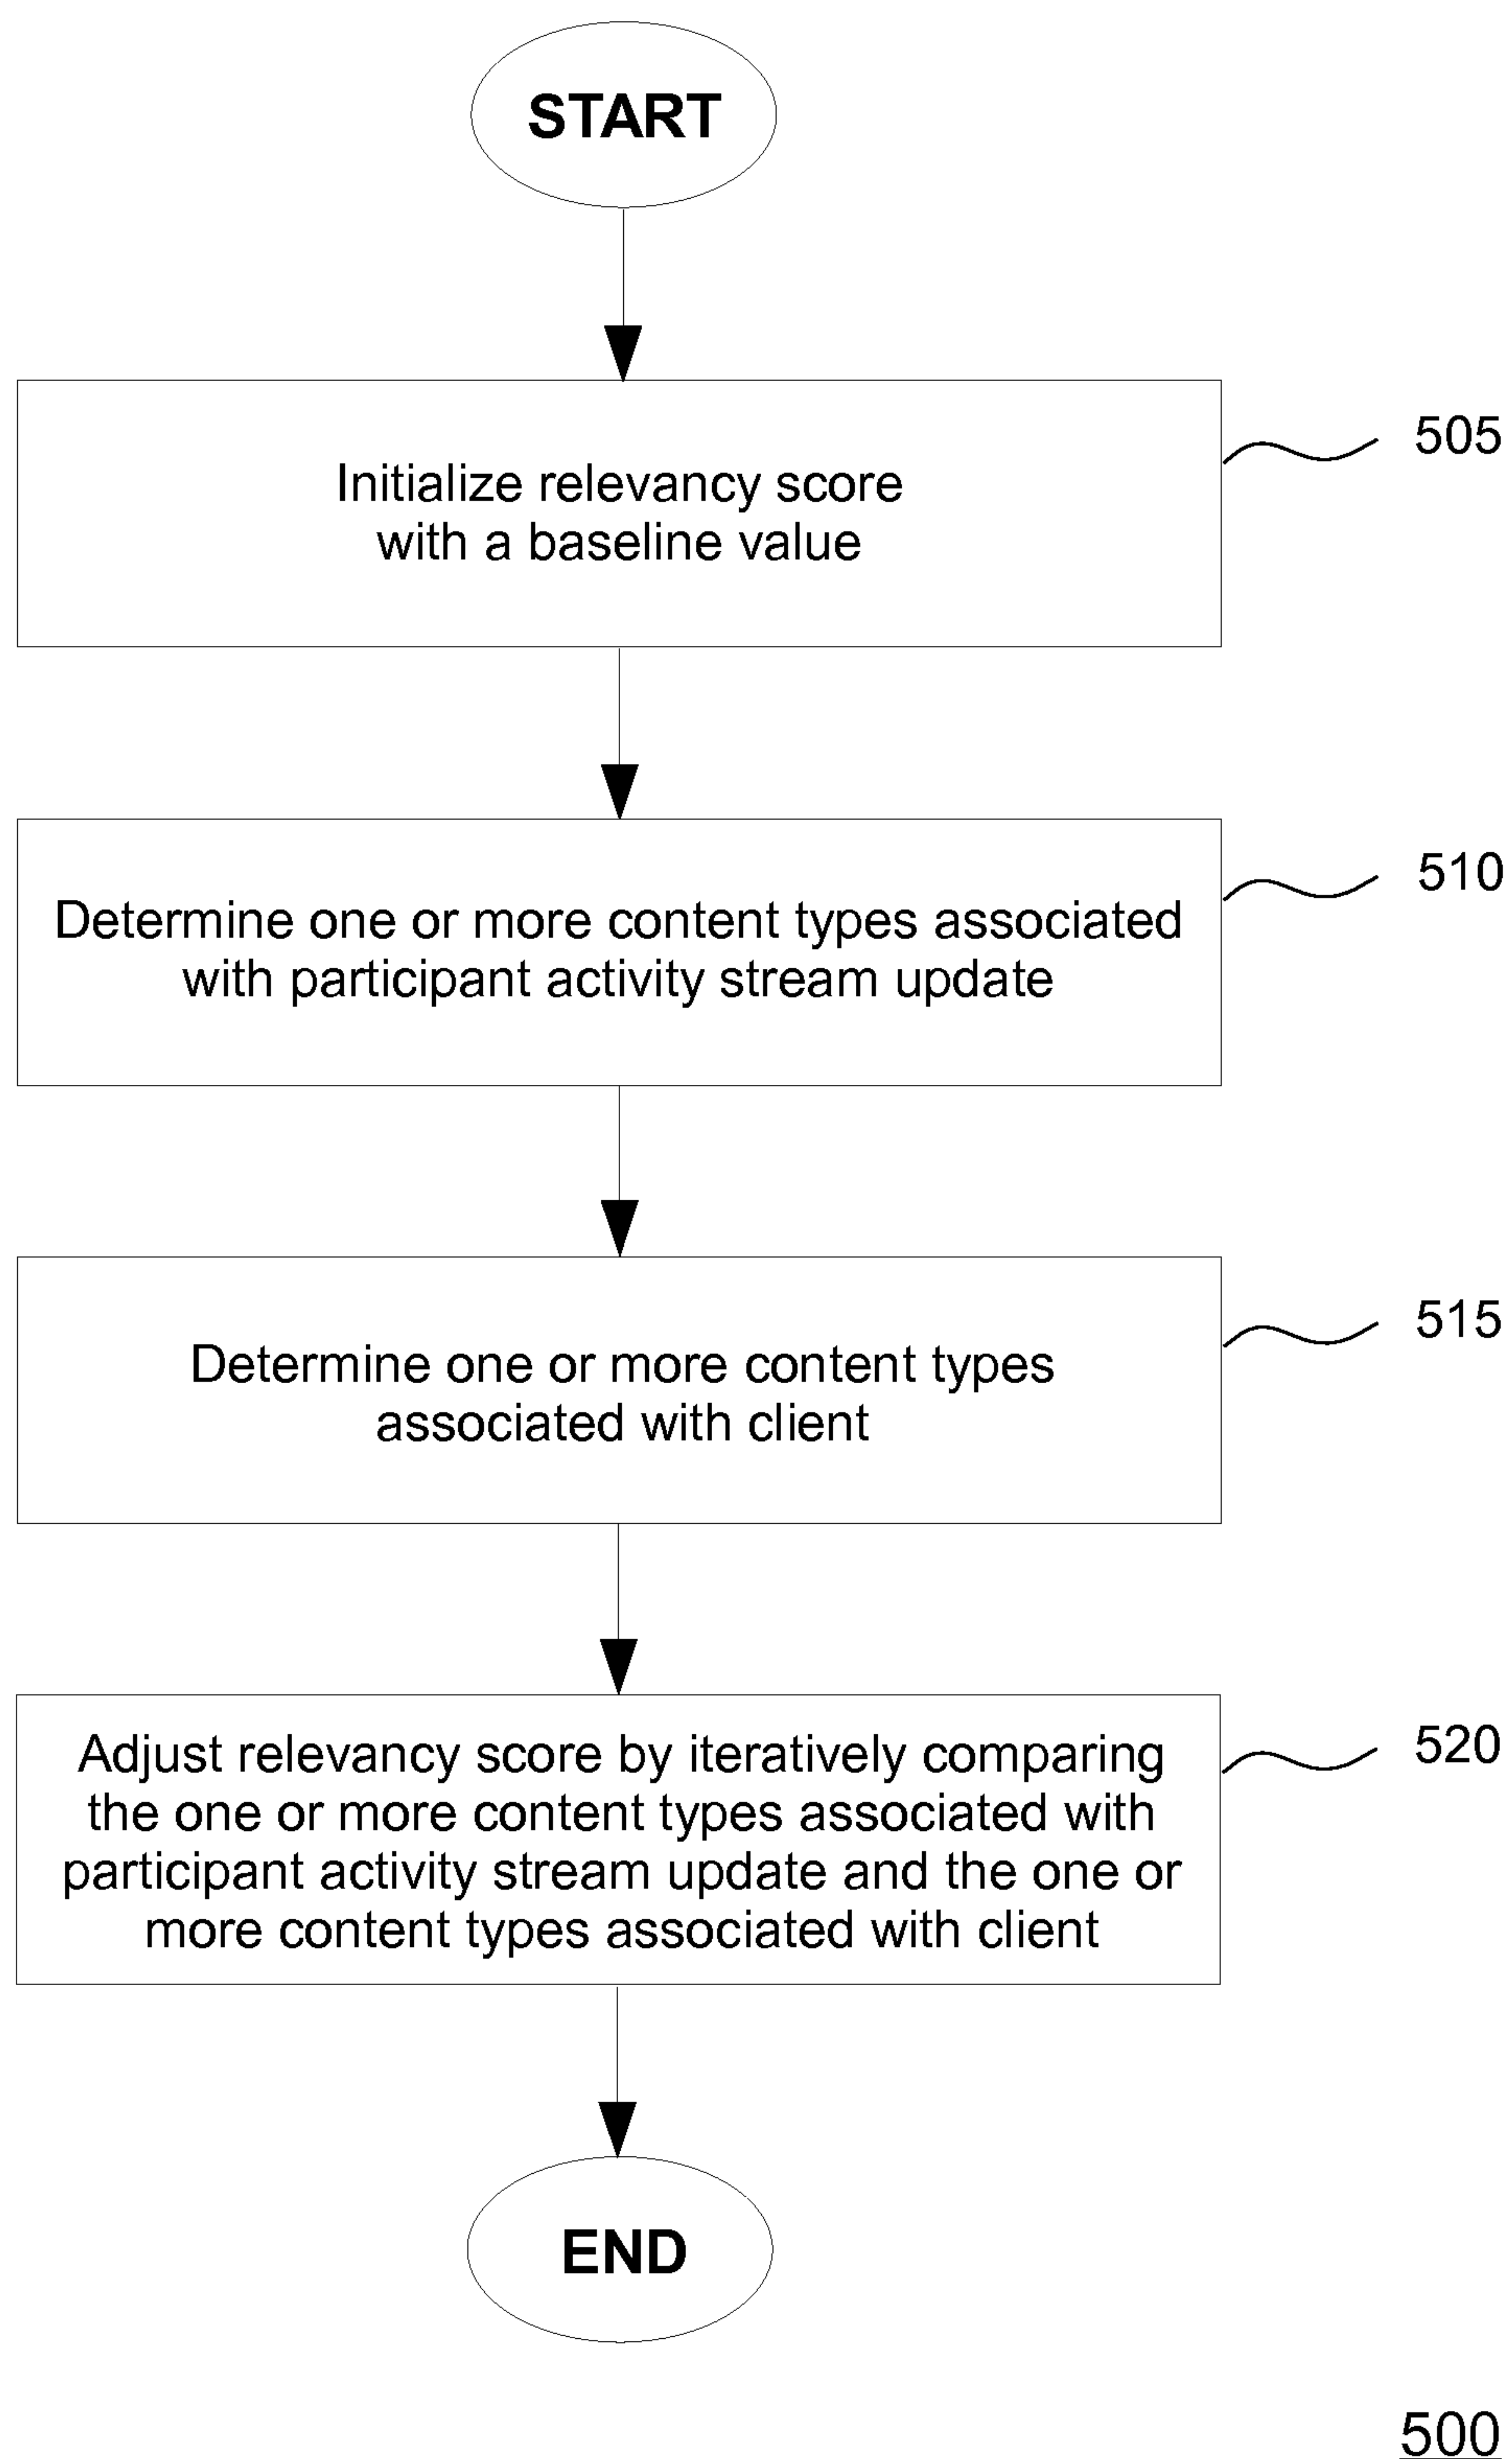 START
Initialize relevancy score
with a baseline value
505
Determine one or more content types associated
with participant activity stream update
510
Determine one or more content types
associated with client
515
Adjust relevancy score by iteratively comparing
the one or more content types associated with
participant activity stream update and the one or
more content types associated with client
520
END
500